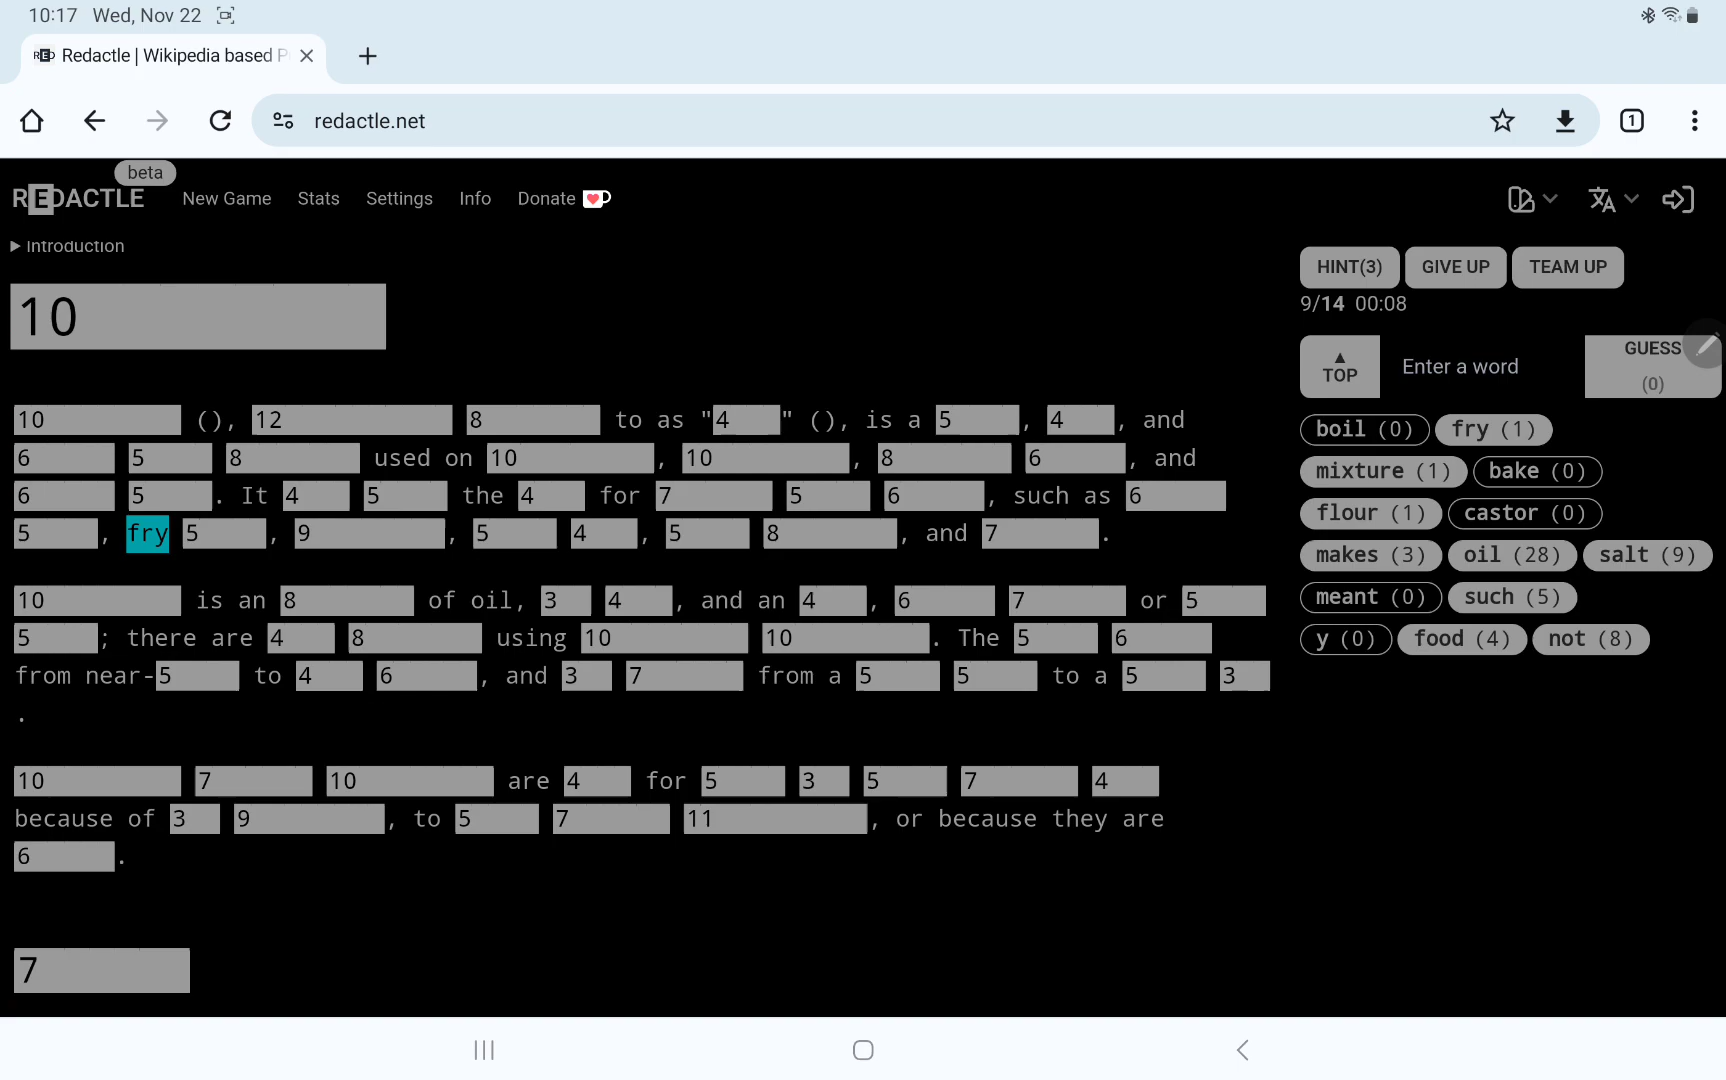 10:17 Wed, Nov 22
RED Redactle | Wikipedia based P
redactle.net
1
beta
REDACTLE New Game Stats Settings Info Donate
Introduction
10
HINT(3) GIVE UP TEAM UP
9/14 00:08
▲ TOP Enter a word GUESS (0)
10 (), 12 8 to as "4" (), is a 5, 4, and
6 5 8 used on 10, 10, 8 6, and
6 5. It 4 5 the 4 for 7 5 6, such as 6
5, fry 5, 9, 5 4, 5 8, and 7.
10 is an 8 of oil, 3 4, and an 4, 6 7 or 5
5; there are 4 8 using 10 10. The 5 6
from near-5 to 4 6, and 3 7 from a 5 5 to a 5 3
.
10 7 10 are 4 for 5 3 5 7 4
because of 3 9, to 5 7 11, or because they are
6.
7
boil (0) fry (1)
mixture (1) bake (0)
flour (1) castor (0)
makes (3) oil (28) salt (9)
meant (0) such (5)
y (0) food (4) not (8)